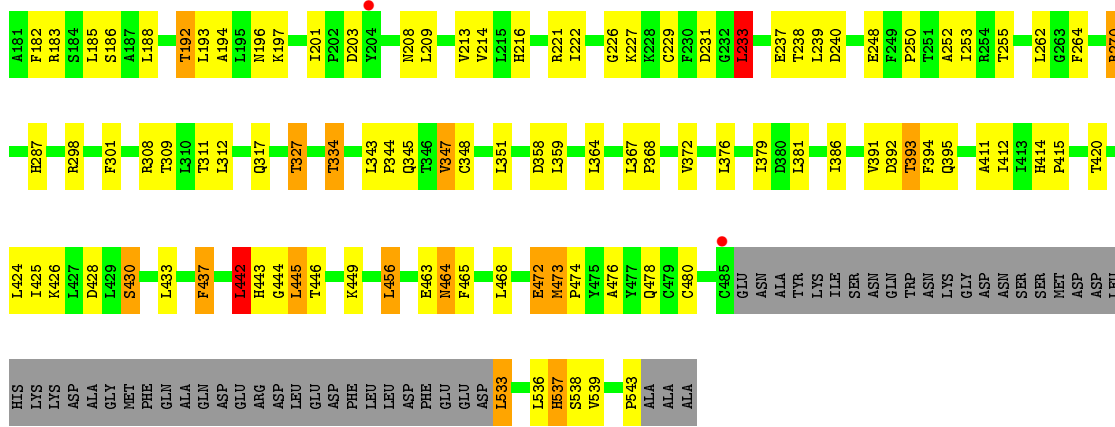 A181 F182 R183 S184 L185 S186 A187 L188 T192 L193 A194 L195 N196 K197 I201 P202 D203 Y204 N208 L209 V213 V214 L215 H216 R221 I222 G226 K227 K228 C229 F230 D231 G232 L233 E237 T238 L239 D240 E248 F249 P250 T251 A252 I253 R254 T255 L262 G263 F264
H287 R298 F301 R308 T309 L310 T311 L312 Q317 T327 T334 L343 P344 Q345 T346 V347 C348 L351 D358 L359 L364 L367 P368 V372 L376 I379 D380 L381 I386 V391 D392 T393 F394 Q395 A411 I412 I413 H414 P415 T420
L424 I425 K426 L427 D428 L429 S430 L433 F437 L442 H443 G444 L445 T446 K449 L456 E463 N464 F465 L468 E472 M473 P474 Y475 A476 Y477 Q478 C479 C480 C485 GLU ASN ALA TYR LYS ILE SER ASN GLN TRP ASN LYS GLY ASP ASN SER SER MET ASP ASP LEU
HIS LYS LYS ASP ALA GLY MET PHE GLN ALA GLN ASP GLU ARG ASP LEU GLU ASP PHE LEU LEU ASP PHE GLU GLU ASP L533 L536 H537 S538 V539 P543 ALA ALA ALA